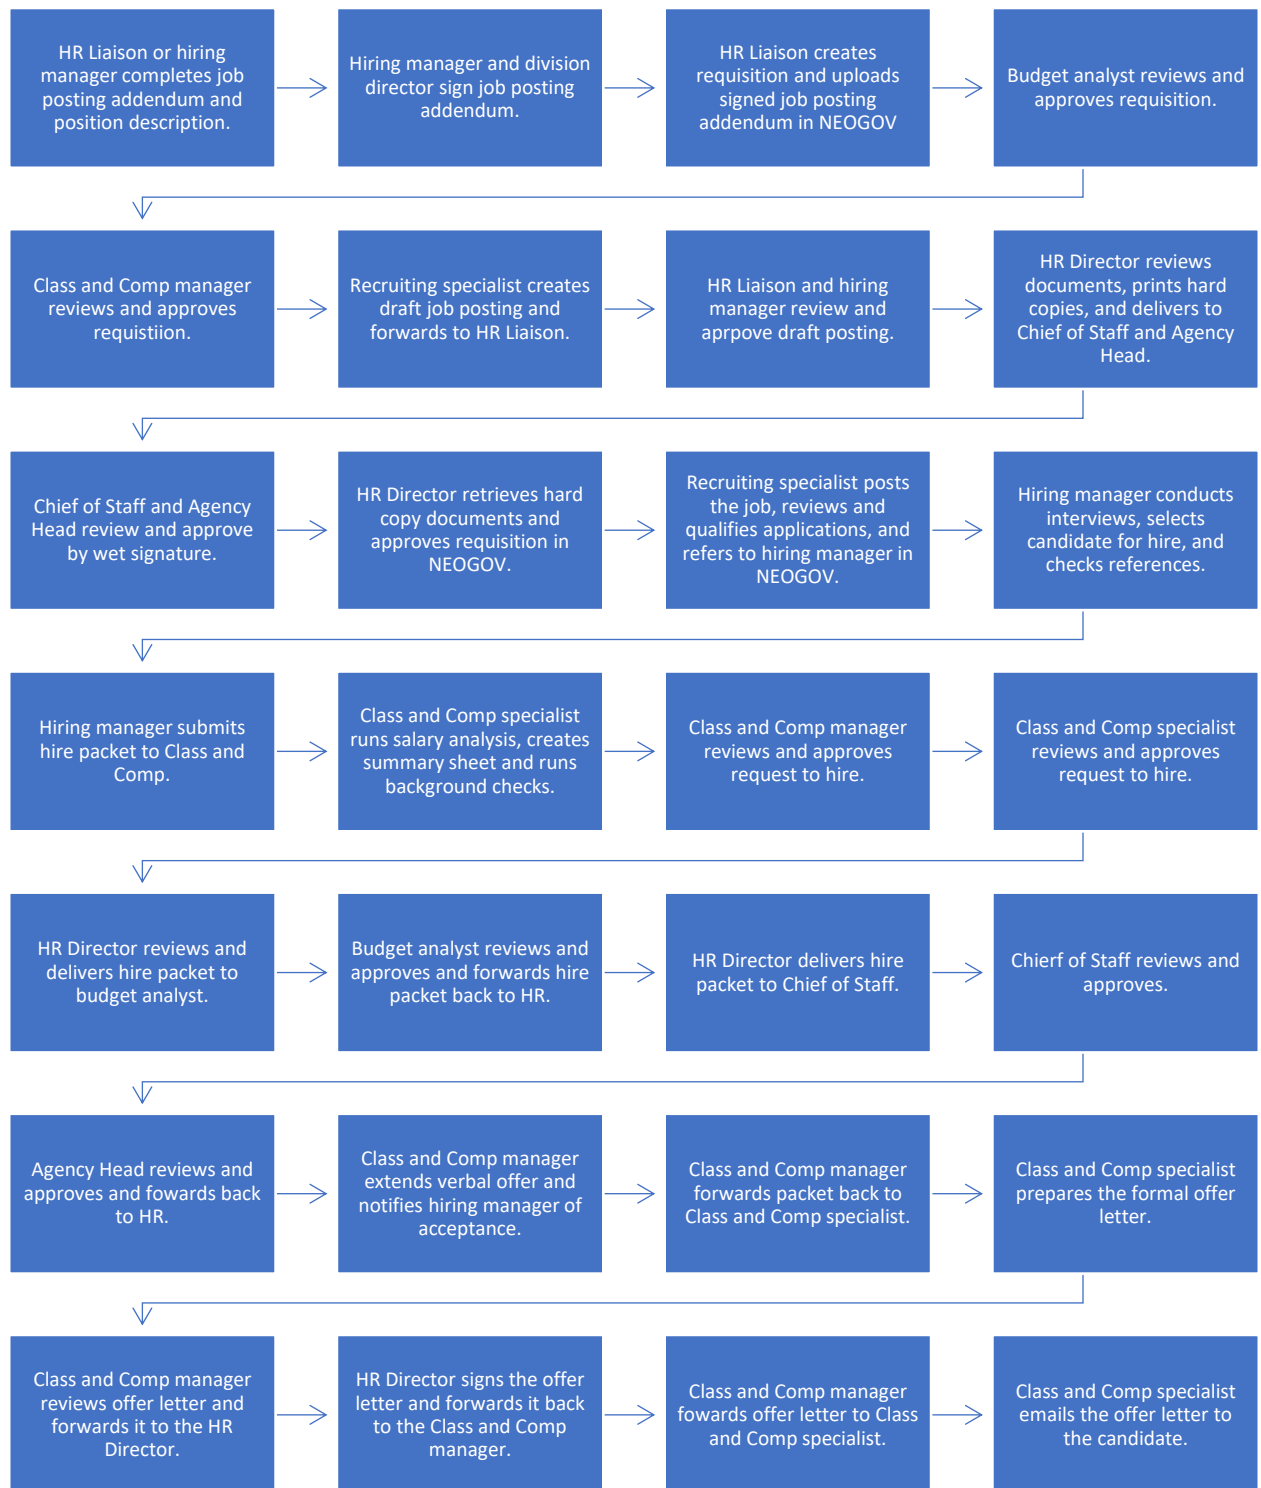 HR Liaison or hiring
manager completes job
posting addendum and
position description.
Hiring manager and division
director sign job posting
addendum.
HR Liaison creates
requisition and uploads
signed job posting
addendum in NEOGOV
Budget analyst reviews and
approves requisition.
Class and Comp manager
reviews and approves
requistiion.
Recruiting specialist creates
draft job posting and
forwards to HR Liaison.
HR Liaison and hiring
manager review and
aprpove draft posting.
HR Director reviews
documents, prints hard
copies, and delivers to
Chief of Staff and Agency
Head.
Chief of Staff and Agency
Head review and approve
by wet signature.
HR Director retrieves hard
copy documents and
approves requisition in
NEOGOV.
Recruiting specialist posts
the job, reviews and
qualifies applications, and
refers to hiring manager in
NEOGOV.
Hiring manager conducts
interviews, selects
candidate for hire, and
checks references.
Hiring manager submits
hire packet to Class and
Comp.
Class and Comp specialist
runs salary analysis, creates
summary sheet and runs
background checks.
Class and Comp manager
reviews and approves
request to hire.
Class and Comp specialist
reviews and approves
request to hire.
HR Director reviews and
delivers hire packet to
budget analyst.
Budget analyst reviews and
approves and forwards hire
packet back to HR.
HR Director delivers hire
packet to Chief of Staff.
Chierf of Staff reviews and
approves.
Agency Head reviews and
approves and fowards back
to HR.
Class and Comp manager
extends verbal offer and
notifies hiring manager of
acceptance.
Class and Comp manager
forwards packet back to
Class and Comp specialist.
Class and Comp specialist
prepares the formal offer
letter.
Class and Comp manager
reviews offer letter and
forwards it to the HR
Director.
HR Director signs the offer
letter and forwards it back
to the Class and Comp
manager.
Class and Comp manager
fowards offer letter to Class
and Comp specialist.
Class and Comp specialist
emails the offer letter to
the candidate.